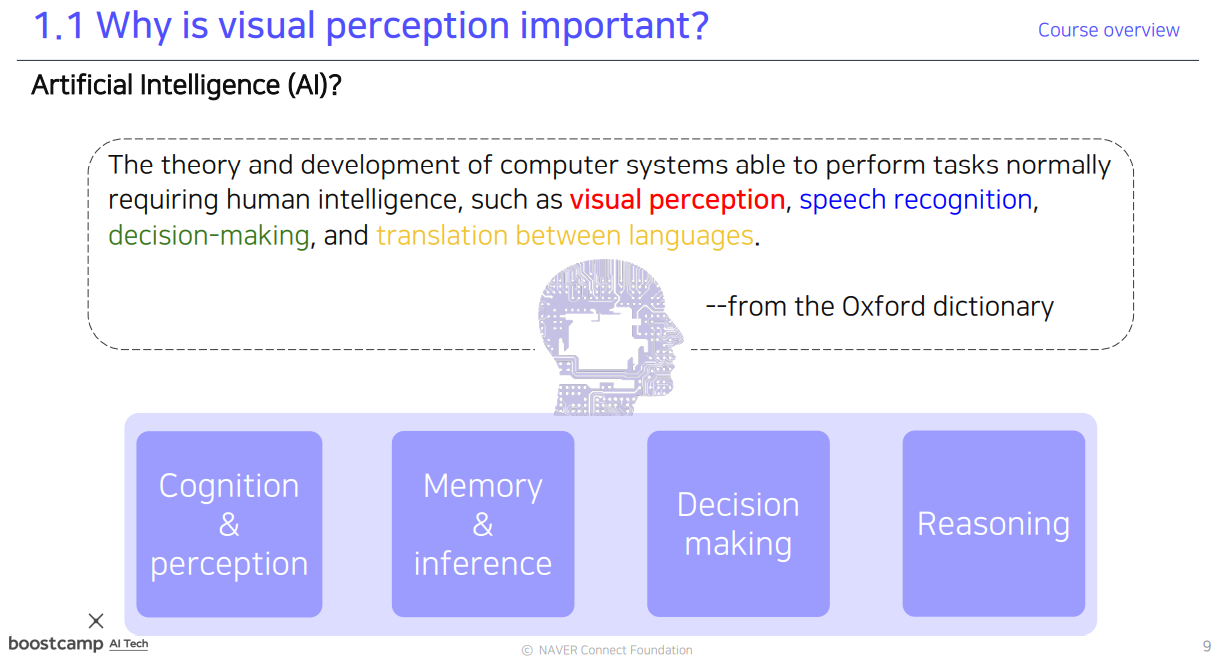 1.1 Why is visual perception important?
Course overview
Artificial Intelligence (AI)?
The theory and development of computer systems able to perform tasks normally
requiring human intelligence, such as visual perception, speech recognition,
decision-making, and translation between languages.
--from the Oxford dictionary
Cognition
&
perception
Memory
&
inference
Decision
making
Reasoning
boostcamp AI Tech
© NAVER Connect Foundation
9